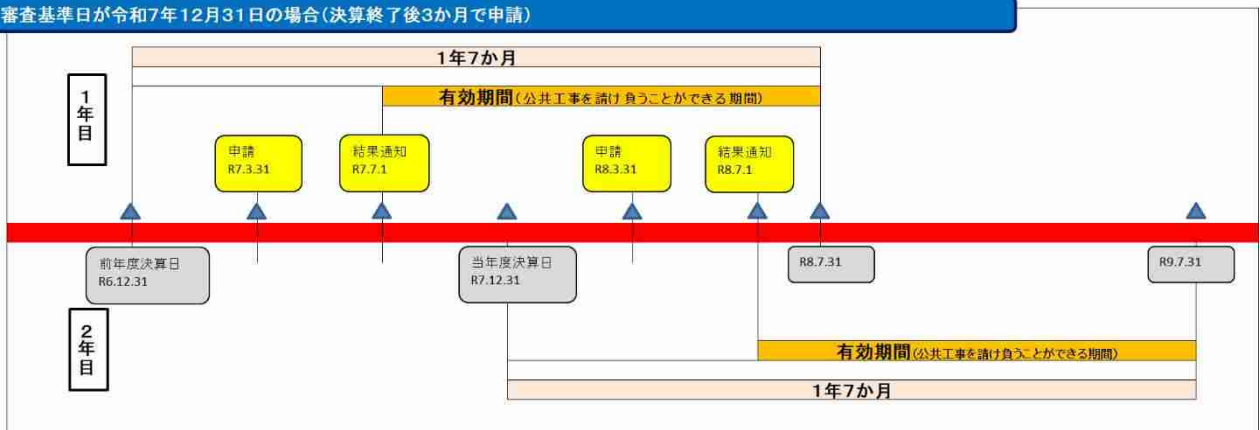 審査基準日が令和7年12月31日の場合(決算終了後3か月で申請)
1年7か月
有効期間(公共工事を請け負うことができる期間)
1年目
申請
R7.3.31
結果通知
R7.7.1
申請
R8.3.31
結果通知
R8.7.1
前年度決算日
R6.12.31
当年度決算日
R7.12.31
R8.7.31
R9.7.31
2年目
有効期間(公共工事を請け負うことができる期間)
1年7か月